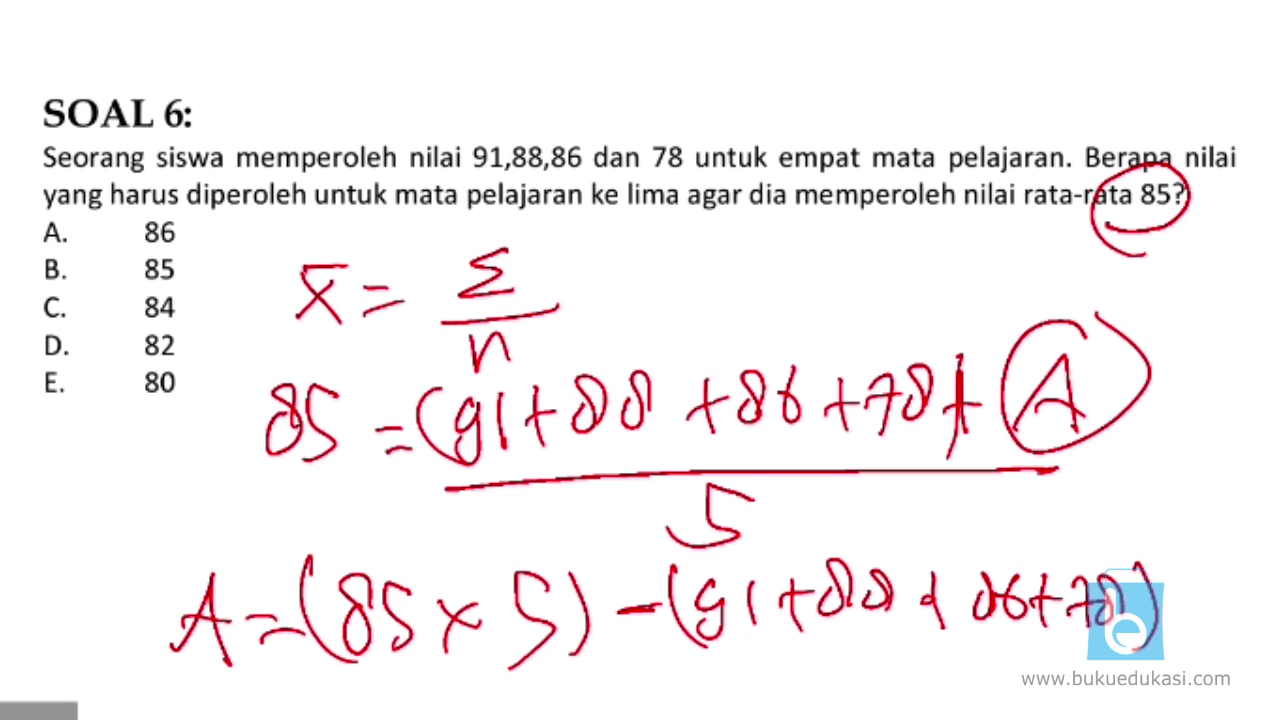 SOAL 6:
Seorang siswa memperoleh nilai 91,88,86 dan 78 untuk empat mata pelajaran. Berapa nilai
yang harus diperoleh untuk mata pelajaran ke lima agar dia memperoleh nilai rata-rata 85?
A. 86
B. 85
C. 84
D. 82
E. 80
x̄ = Σ
n
85 = (91+88+86+78)+ A
5
A = (85 × 5) - (91+88+86+78)
be
www.bukuedukasi.com